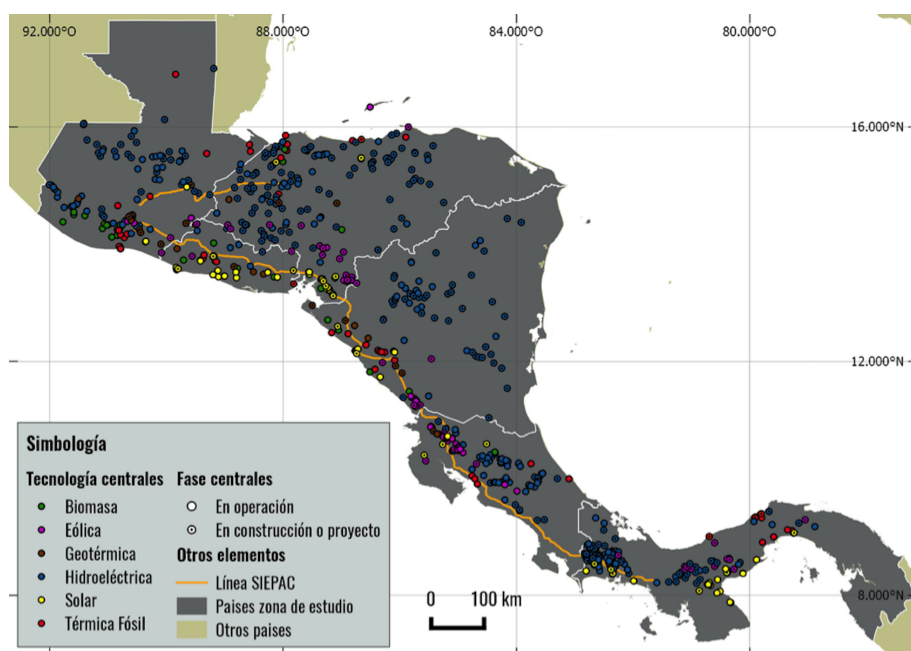 92.000°O 88.000°O 84.000°O 80.000°O
16.000°N
12.000°N
8.000°N
Simbología
Tecnología centrales
Biomasa
Eólica
Geotérmica
Hidroeléctrica
Solar
Térmica Fósil
Fase centrales
En operación
En construcción o proyecto
Otros elementos
Línea SIEPAC
Paises zona de estudio
Otros paises
0 100 km